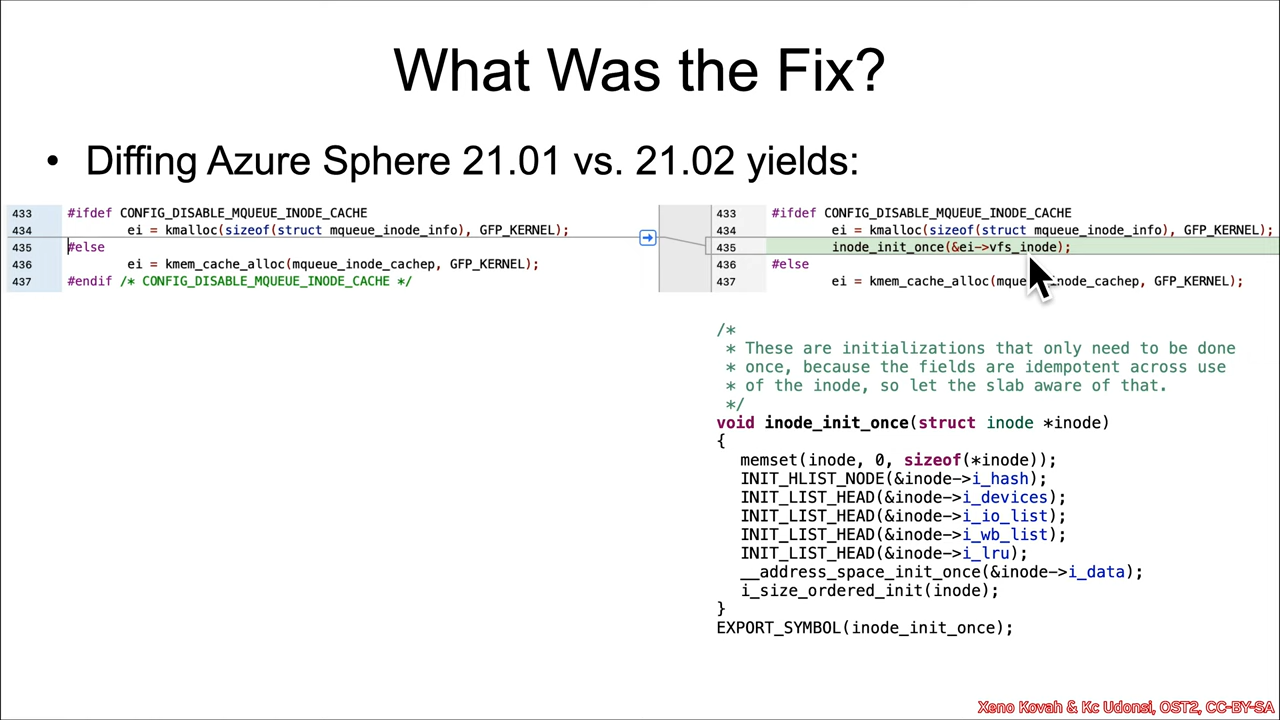 What Was the Fix?
• Diffing Azure Sphere 21.01 vs. 21.02 yields:
433 #ifdef CONFIG_DISABLE_MQUEUE_INODE_CACHE
434 ei = kmalloc(sizeof(struct mqueue_inode_info), GFP_KERNEL);
435 #else
436 ei = kmem_cache_alloc(mqueue_inode_cachep, GFP_KERNEL);
437 #endif /* CONFIG_DISABLE_MQUEUE_INODE_CACHE */
433 #ifdef CONFIG_DISABLE_MQUEUE_INODE_CACHE
434 ei = kmalloc(sizeof(struct mqueue_inode_info), GFP_KERNEL);
435 inode_init_once(&ei->vfs_inode);
436 #else
437 ei = kmem_cache_alloc(mqueue_inode_cachep, GFP_KERNEL);
/*
* These are initializations that only need to be done
* once, because the fields are idempotent across use
* of the inode, so let the slab aware of that.
*/
void inode_init_once(struct inode *inode)
{
memset(inode, 0, sizeof(*inode));
INIT_HLIST_NODE(&inode->i_hash);
INIT_LIST_HEAD(&inode->i_devices);
INIT_LIST_HEAD(&inode->i_io_list);
INIT_LIST_HEAD(&inode->i_wb_list);
INIT_LIST_HEAD(&inode->i_lru);
__address_space_init_once(&inode->i_data);
i_size_ordered_init(inode);
}
EXPORT_SYMBOL(inode_init_once);
Xeno Kovah & Kc Udonsi, OST2, CC-BY-SA